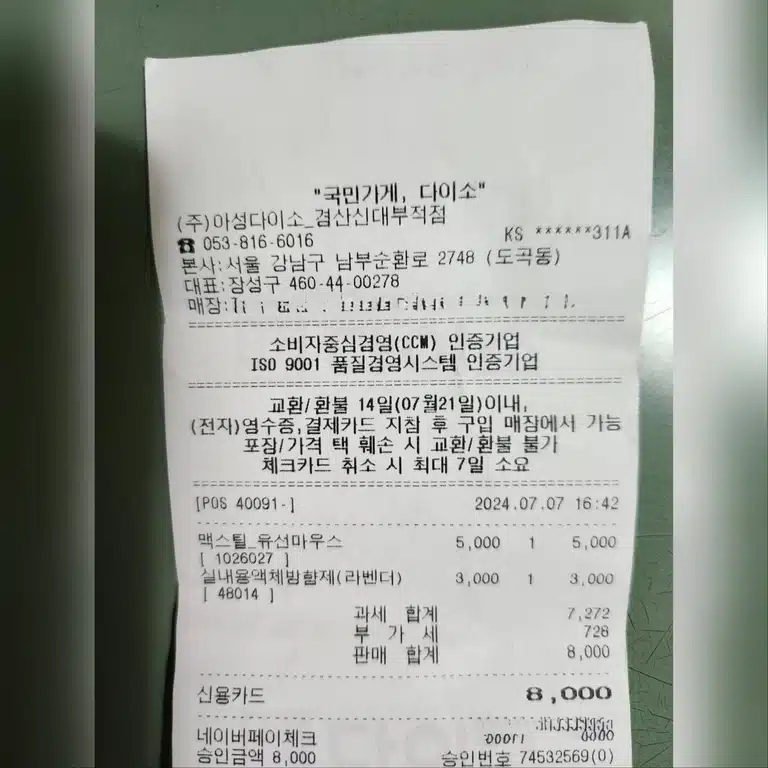 "국민가게, 다이소"
(주)아성다이소_경산신대부적점
☎ 053-816-6016 KS ******311A
본사:서울 강남구 남부순환로 2748 (도곡동)
대표:장성구 460-44-00278
매장:
소비자중심경영(CCM) 인증기업
ISO 9001 품질경영시스템 인증기업
교환/환불 14일(07월21일)이내,
(전자)영수증,결제카드 지참 후 구입 매장에서 가능
포장/가격 택 훼손 시 교환/환불 불가
체크카드 취소 시 최대 7일 소요
[POS 40091-] 2024.07.07 16:42
맥스틸_유선마우스 5,000 1 5,000
[ 1026027 ]
실내용액체방향제(라벤더) 3,000 1 3,000
[ 48014 ]
과세 합계 7,272
부 가 세 728
판매 합계 8,000
신용카드 8,000
네이버페이체크
승인금액 8,000 승인번호 74532569(0)